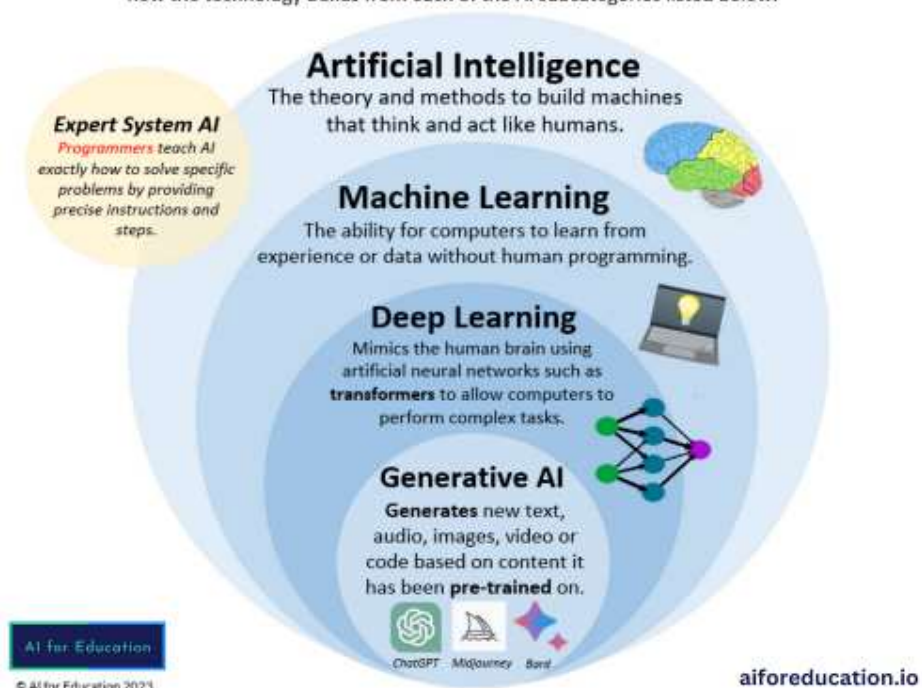 Artificial Intelligence
The theory and methods to build machines
that think and act like humans.
Expert System AI
Programmers teach AI
exactly how to solve specific
problems by providing
precise instructions and
steps.
Machine Learning
The ability for computers to learn from
experience or data without human programming.
Deep Learning
Mimics the human brain using
artificial neural networks such as
transformers to allow computers to
perform complex tasks.
Generative AI
Generates new text,
audio, images, video or
code based on content it
has been pre-trained on.
ChatGPT Midjourney Bard
AI for Education
© AI for Education 2023
aiforeducation.io